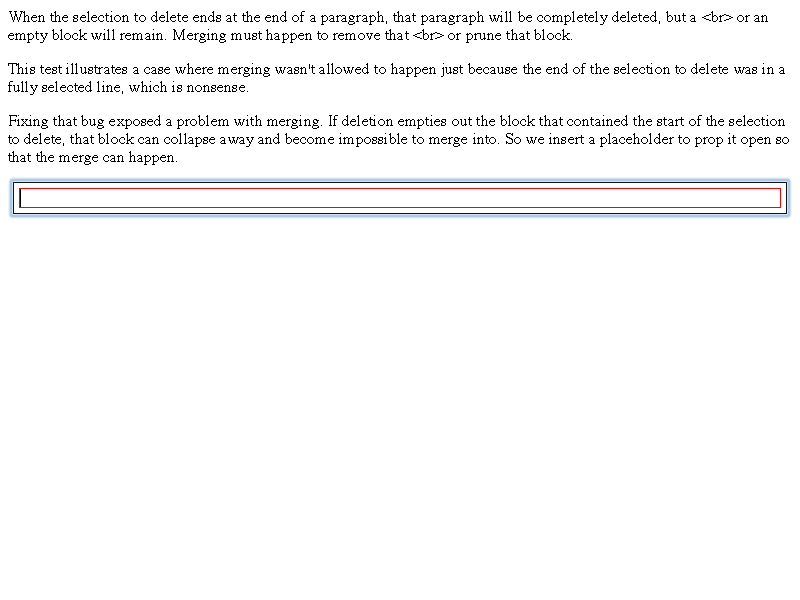 When the selection to delete ends at the end of a paragraph, that paragraph will be completely deleted, but a <br> or an
empty block will remain. Merging must happen to remove that <br> or prune that block.
This test illustrates a case where merging wasn't allowed to happen just because the end of the selection to delete was in a
fully selected line, which is nonsense.
Fixing that bug exposed a problem with merging. If deletion empties out the block that contained the start of the selection
to delete, that block can collapse away and become impossible to merge into. So we insert a placeholder to prop it open so
that the merge can happen.